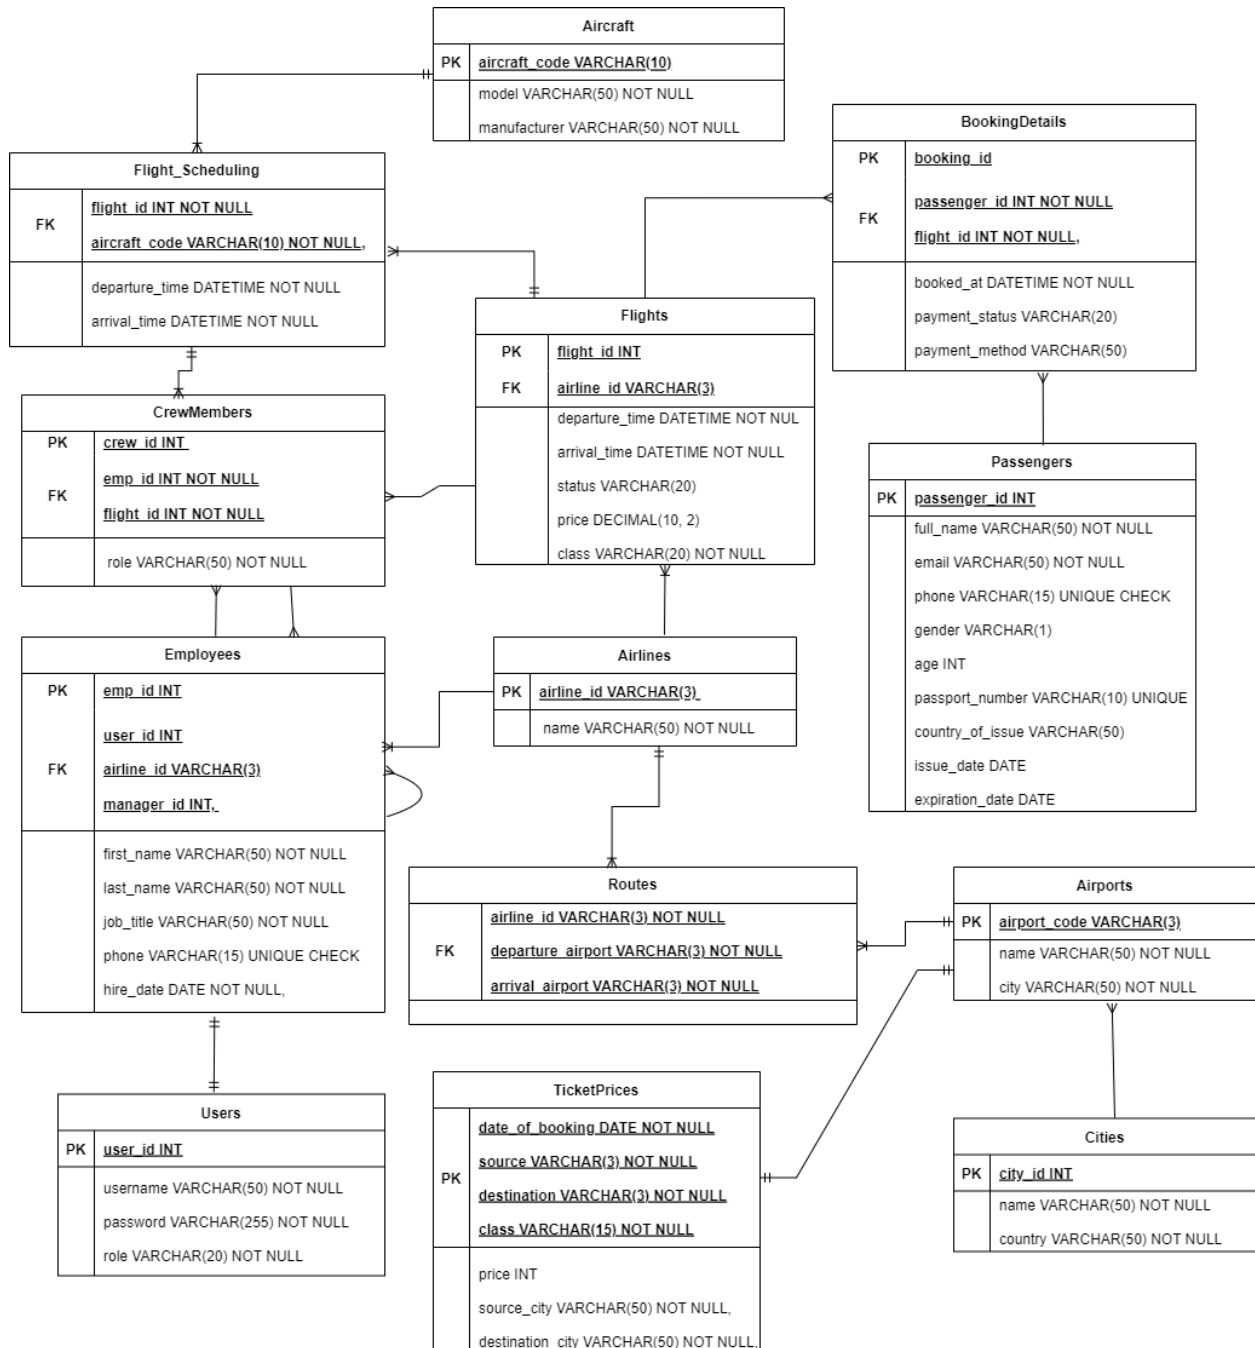 Aircraft
PK aircraft_code VARCHAR(10)
model VARCHAR(50) NOT NULL
manufacturer VARCHAR(50) NOT NULL
BookingDetails
PK booking_id
passenger_id INT NOT NULL
FK
flight_id INT NOT NULL,
booked_at DATETIME NOT NULL
payment_status VARCHAR(20)
payment_method VARCHAR(50)
Flight_Scheduling
flight_id INT NOT NULL
FK
aircraft_code VARCHAR(10) NOT NULL,
departure_time DATETIME NOT NULL
arrival_time DATETIME NOT NULL
Flights
PK flight_id INT
FK airline_id VARCHAR(3)
departure_time DATETIME NOT NUL
arrival_time DATETIME NOT NULL
status VARCHAR(20)
price DECIMAL(10, 2)
class VARCHAR(20) NOT NULL
CrewMembers
PK crew_id INT
emp_id INT NOT NULL
FK
flight_id INT NOT NULL
role VARCHAR(50) NOT NULL
Passengers
PK passenger_id INT
full_name VARCHAR(50) NOT NULL
email VARCHAR(50) NOT NULL
phone VARCHAR(15) UNIQUE CHECK
gender VARCHAR(1)
age INT
passport_number VARCHAR(10) UNIQUE
country_of_issue VARCHAR(50)
issue_date DATE
expiration_date DATE
Employees
PK emp_id INT
user_id INT
FK airline_id VARCHAR(3)
manager_id INT,
first_name VARCHAR(50) NOT NULL
last_name VARCHAR(50) NOT NULL
job_title VARCHAR(50) NOT NULL
phone VARCHAR(15) UNIQUE CHECK
hire_date DATE NOT NULL,
Airlines
PK airline_id VARCHAR(3)
name VARCHAR(50) NOT NULL
Routes
airline_id VARCHAR(3) NOT NULL
FK departure_airport VARCHAR(3) NOT NULL
arrival_airport VARCHAR(3) NOT NULL
Airports
PK airport_code VARCHAR(3)
name VARCHAR(50) NOT NULL
city VARCHAR(50) NOT NULL
Users
PK user_id INT
username VARCHAR(50) NOT NULL
password VARCHAR(255) NOT NULL
role VARCHAR(20) NOT NULL
TicketPrices
date_of_booking DATE NOT NULL
source VARCHAR(3) NOT NULL
PK
destination VARCHAR(3) NOT NULL
class VARCHAR(15) NOT NULL
price INT
source_city VARCHAR(50) NOT NULL,
destination_city VARCHAR(50) NOT NULL,
Cities
PK city_id INT
name VARCHAR(50) NOT NULL
country VARCHAR(50) NOT NULL